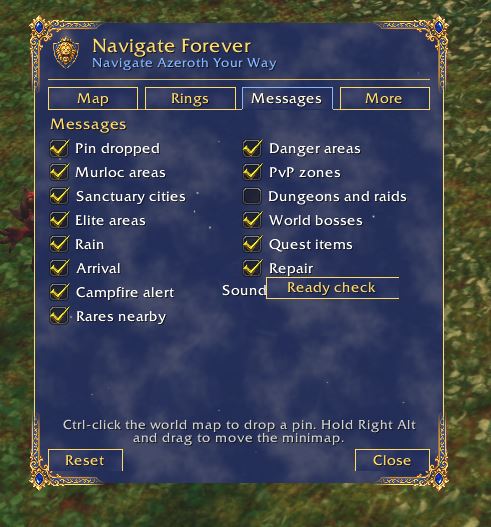 Navigate Forever
Navigate Azeroth Your Way
Map Rings Messages More
Messages
Pin dropped Danger areas
Murloc areas PvP zones
Sanctuary cities Dungeons and raids
Elite areas World bosses
Rain Quest items
Arrival Repair
Campfire alert Sound Ready check
Rares nearby
Ctrl-click the world map to drop a pin. Hold Right Alt
and drag to move the minimap.
Reset Close